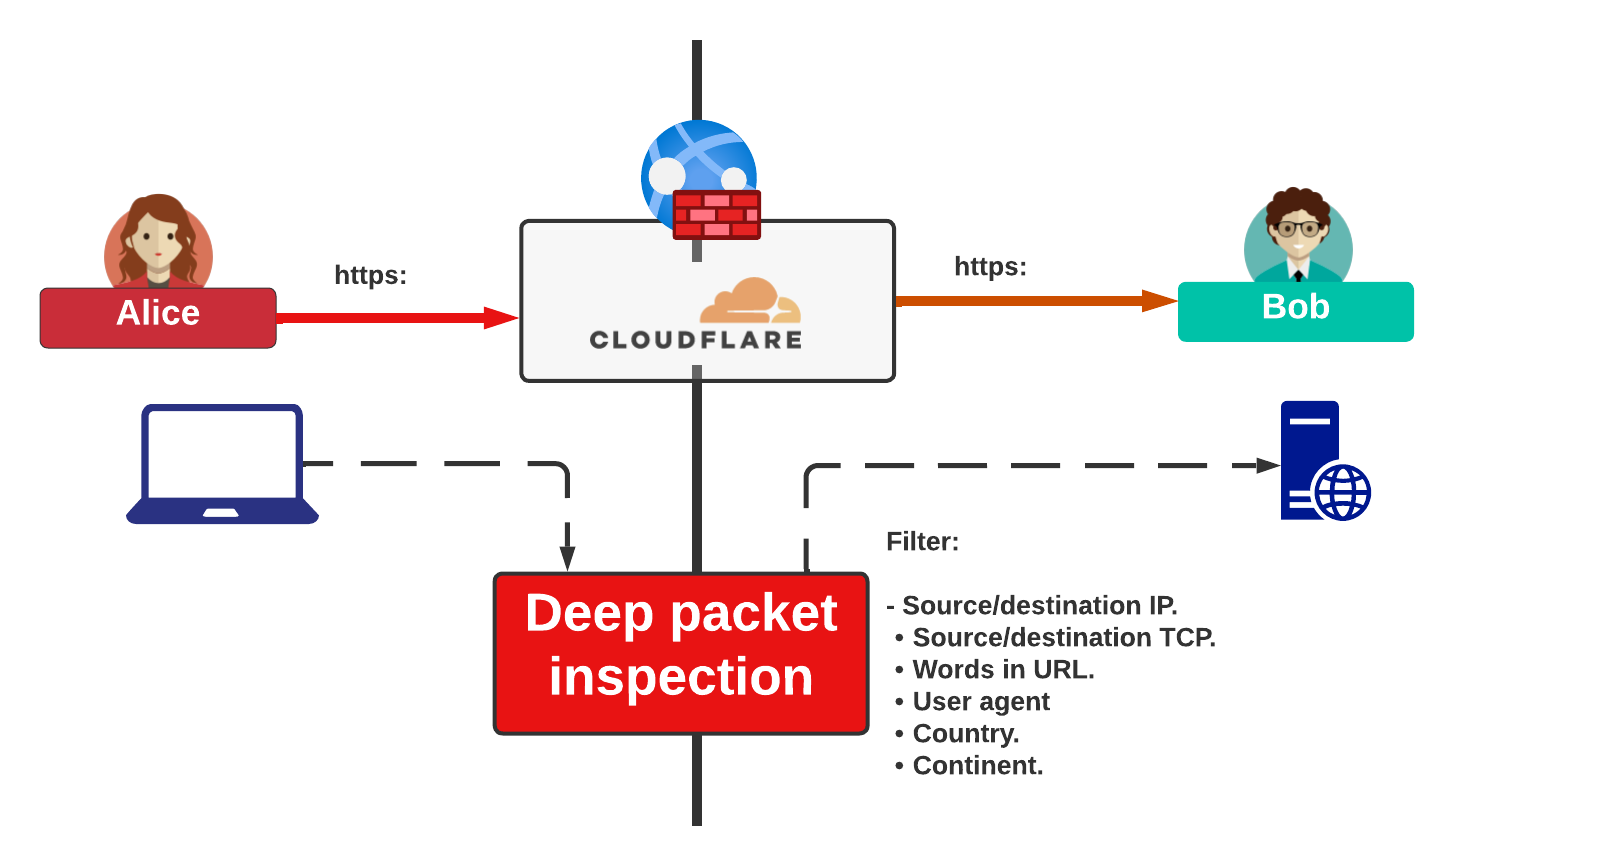 https:
https:
Alice
Bob
CLOUDFLARE
Filter:
Deep packet
inspection
- Source/destination IP.
• Source/destination TCP.
• Words in URL.
• User agent
• Country.
• Continent.